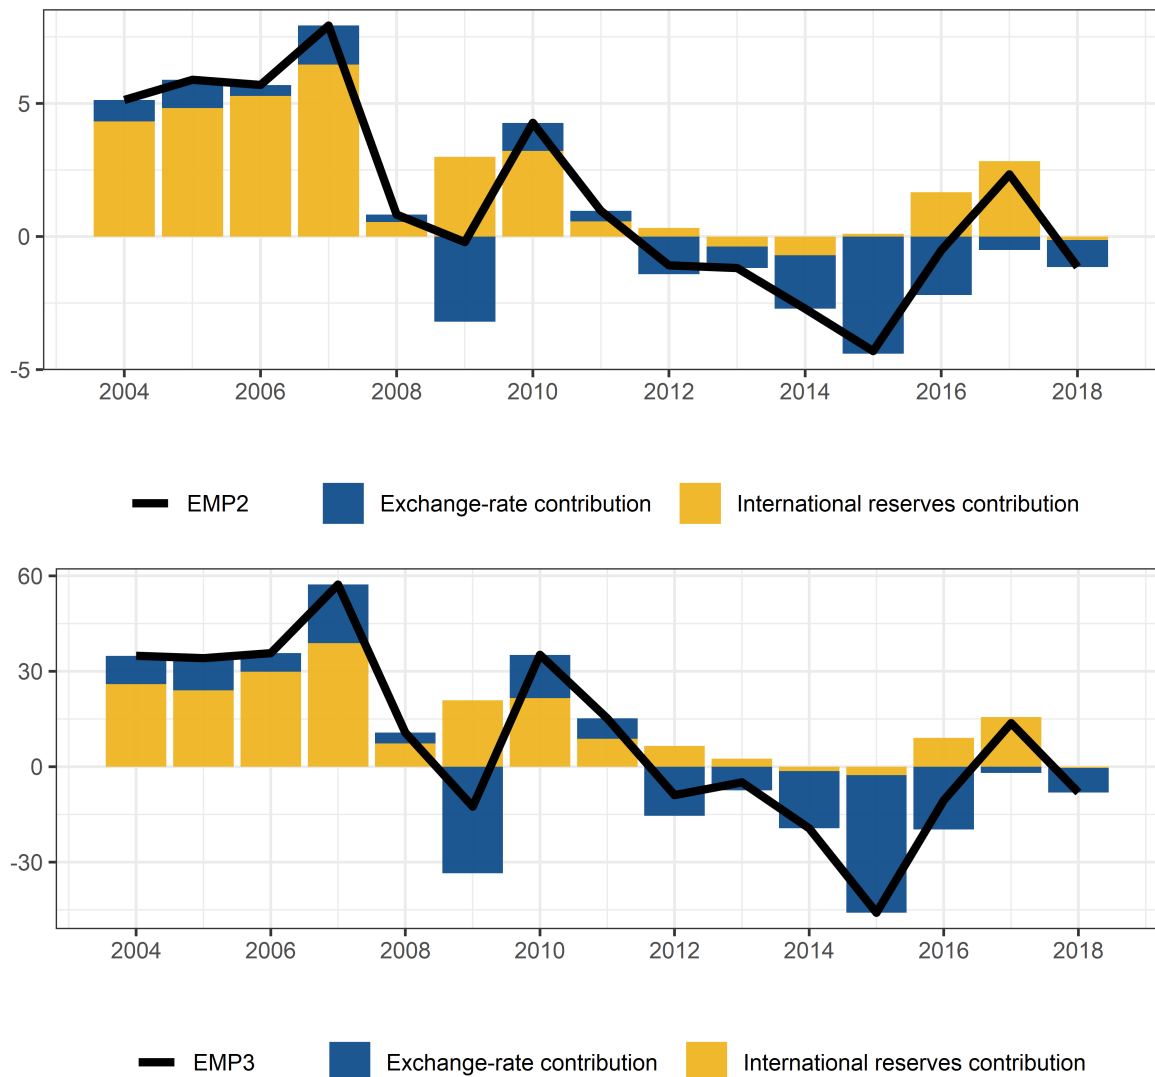 5
0
-5
2004 2006 2008 2010 2012 2014 2016 2018
EMP2 Exchange-rate contribution International reserves contribution
60
30
0
-30
2004 2006 2008 2010 2012 2014 2016 2018
EMP3 Exchange-rate contribution International reserves contribution